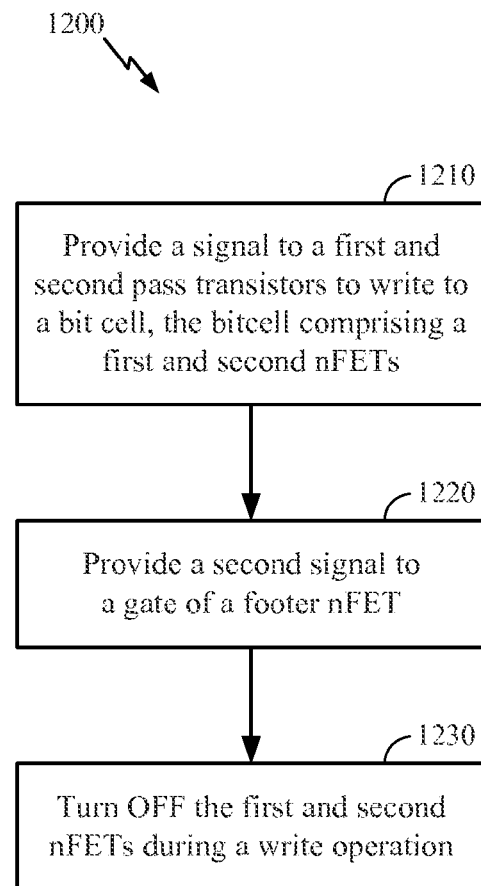 1200
1210
Provide a signal to a first and
second pass transistors to write to
a bit cell, the bitcell comprising a
first and second nFETs
1220
Provide a second signal to
a gate of a footer nFET
1230
Turn OFF the first and second
nFETs during a write operation